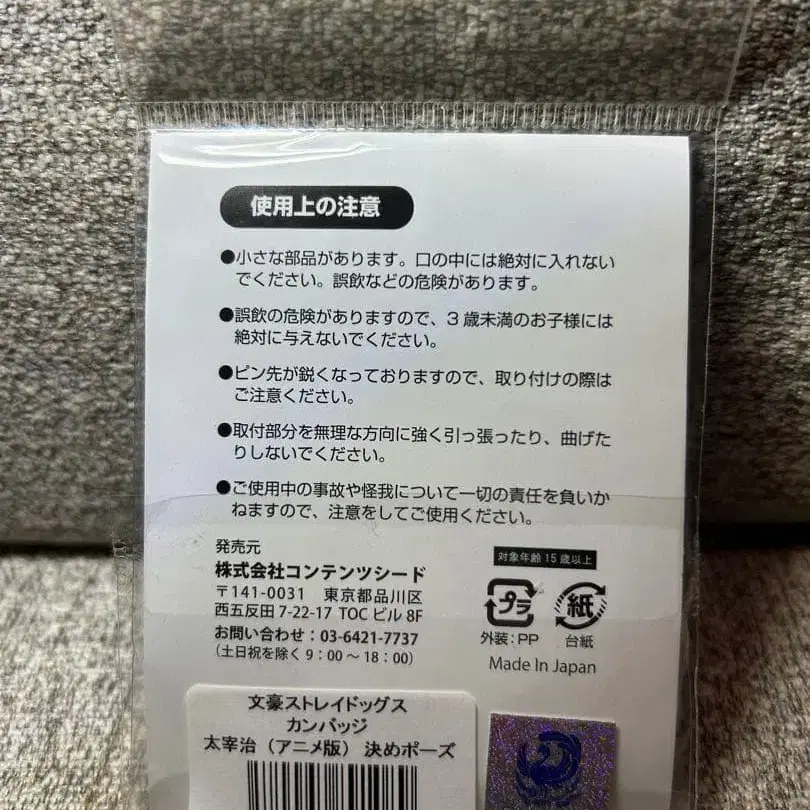 使用上の注意
●小さな部品があります。口の中には絶対に入れない
でください。誤飲などの危険があります。
●誤飲の危険がありますので、3歳未満のお子様には
絶対に与えないでください。
●ピン先が鋭くなっておりますので、取り付けの際は
ご注意ください。
●取付部分を無理な方向に強く引っ張ったり、曲げた
りしないでください。
●ご使用中の事故や怪我について一切の責任を負いか
ねますので、注意をしてご使用ください。
発売元
株式会社コンテンツシード
〒141-0031 東京都品川区
西五反田 7-22-17 TOC ビル 8F
お問い合わせ：03-6421-7737
（土日祝を除く 9：00 ～ 18：00）
対象年齢 15 歳以上
プラ 紙
外装：PP 台紙
Made In Japan
文豪ストレイドッグス
カンバッジ
太宰治（アニメ版） 決めポーズ